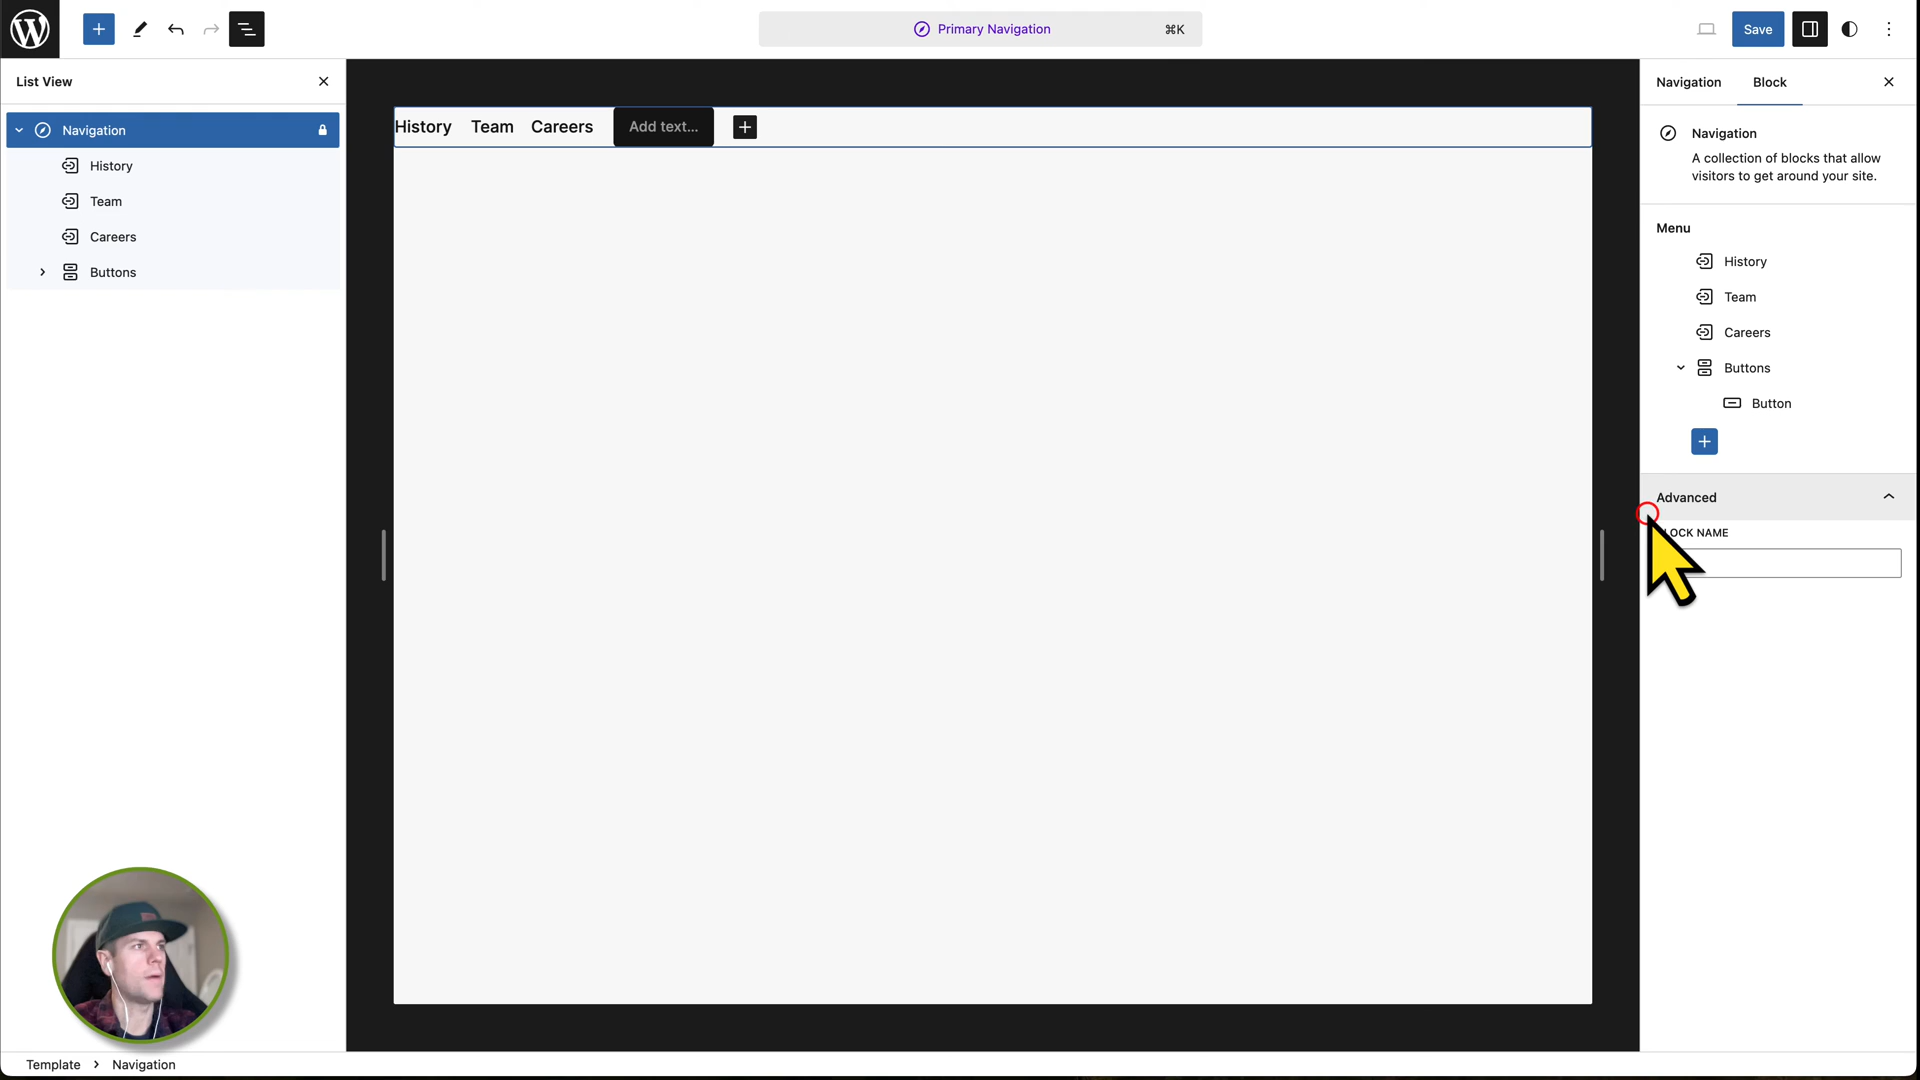 Primary Navigation
⌘K
Save
List View
Navigation
History
Team
Careers
Buttons
History Team Careers Add text...
Navigation Block
Navigation
A collection of blocks that allow
visitors to get around your site.
Menu
History
Team
Careers
Buttons
Button
Advanced
LOCK NAME
Template > Navigation